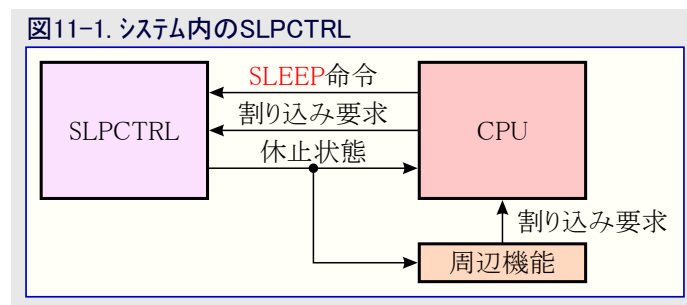 図11-1. システム内のSLPCTRL
SLEEP命令
割り込み要求
SLPCTRL
CPU
休止状態
割り込み要求
周辺機能